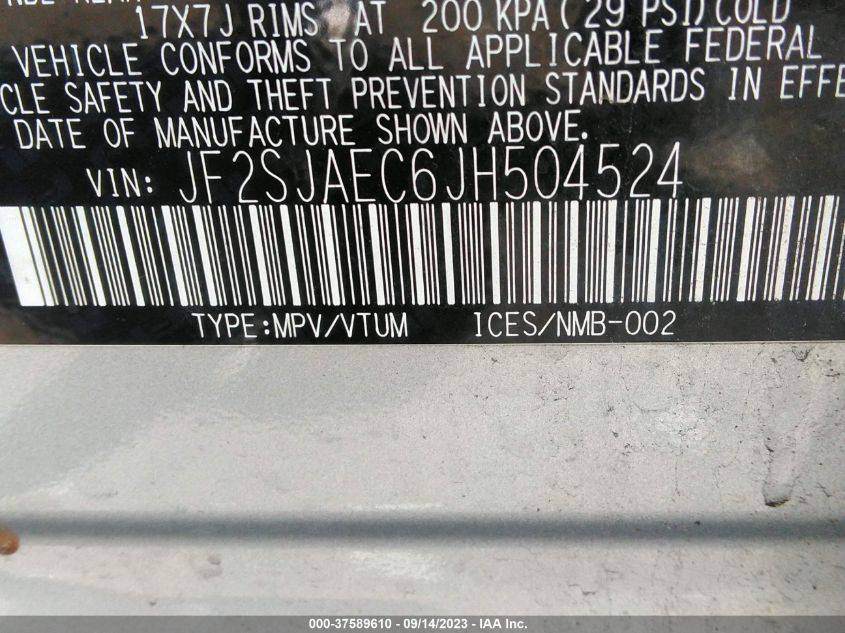 17X7J RIMS AT 200 KPA(29 PSI)COLD
VEHICLE CONFORMS TO ALL APPLICABLE FEDERAL
CLE SAFETY AND THEFT PREVENTION STANDARDS IN EFFE
DATE OF MANUFACTURE SHOWN ABOVE.
VIN: JF2SJAEC6JH504524
TYPE:MPV/VTUM ICES/NMB-002
000-37589610 - 09/14/2023 - IAA Inc.